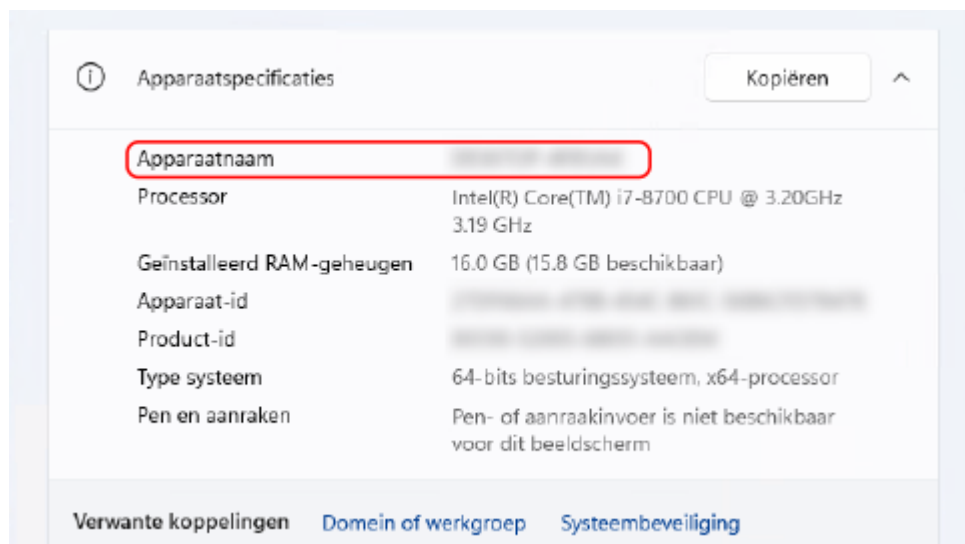 Apparaatspecificaties Kopiëren
Apparaatnaam
Processor Intel(R) Core(TM) i7-8700 CPU @ 3.20GHz
3.19 GHz
Geïnstalleerd RAM-geheugen 16.0 GB (15.8 GB beschikbaar)
Apparaat-id
Product-id
Type systeem 64-bits besturingssysteem, x64-processor
Pen en aanraken Pen- of aanraakinvoer is niet beschikbaar
voor dit beeldscherm
Verwante koppelingen Domein of werkgroep Systeembeveiliging